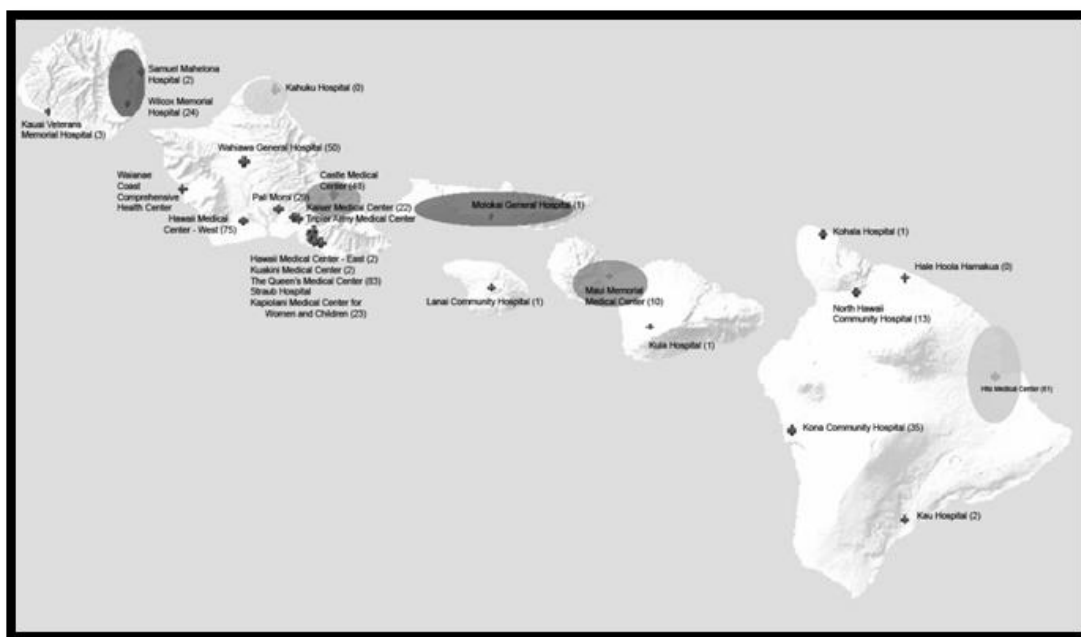 Samuel Mahelona
Hospital (2)
Wilcox Memorial
Hospital (24)
Kauai Veterans
Memorial Hospital (3)
Kahuku Hospital (0)
Wahiawa General Hospital (50)
Waianae
Coast
Comprehensive
Health Center
Castle Medical
Center
Pali Momi
Kaiser Medical Center (22)
Tripler Army Medical Center
Hawaii Medical
Center - West (75)
Hawaii Medical Center - East (2)
Kuakini Medical Center (2)
The Queen's Medical Center (83)
Straub Hospital
Kapiolani Medical Center for
Women and Children (23)
Molokai General Hospital (1)
Lanai Community Hospital (1)
Maui Memorial
Medical Center (10)
Kula Hospital (1)
Kohala Hospital (1)
Hale Hoola Hamakua (0)
North Hawaii
Community Hospital (13)
Hilo Medical Center
Kona Community Hospital (35)
Kau Hospital (2)